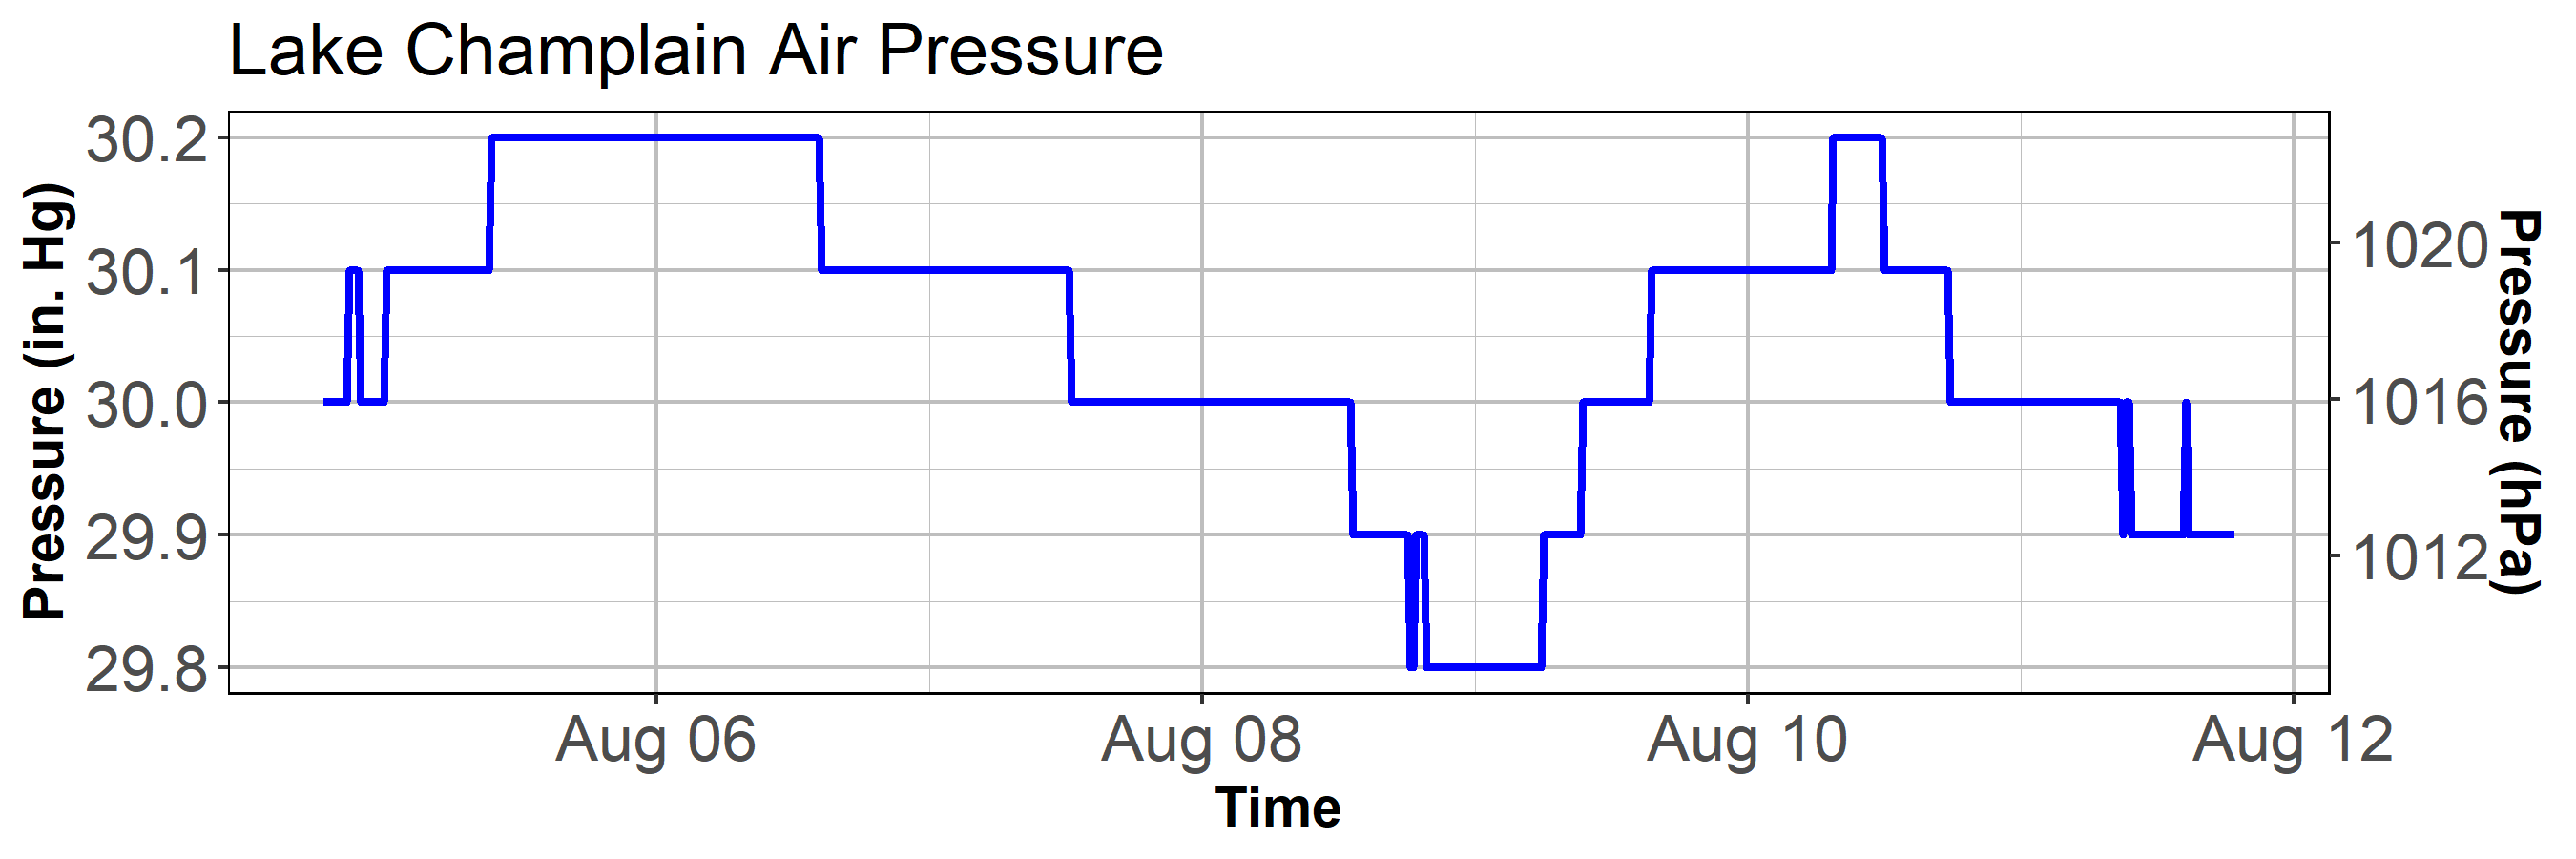 Lake Champlain Air Pressure
Pressure (in. Hg)
30.2
30.1
30.0
29.9
29.8
1020
1016
1012
Pressure (hPa)
Aug 06
Aug 08
Aug 10
Aug 12
Time